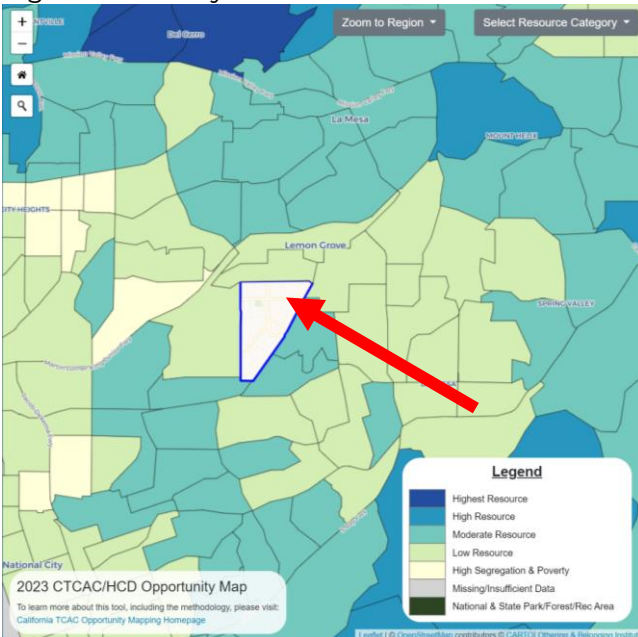 Zoom to Region
Select Resource Category
+
−
Del Cerro
Mission Valley Fwy
La Mesa
MOUNT HELIX
CITY HEIGHTS
Lemon Grove
SPRING VALLEY
National City
Legend
Highest Resource
High Resource
Moderate Resource
Low Resource
High Segregation & Poverty
Missing/Insufficient Data
National & State Park/Forest/Rec Area
2023 CTCAC/HCD Opportunity Map
To learn more about this tool, including the methodology, please visit:
California TCAC Opportunity Mapping Homepage
Leaflet | © OpenStreetMap contributors © CARTO